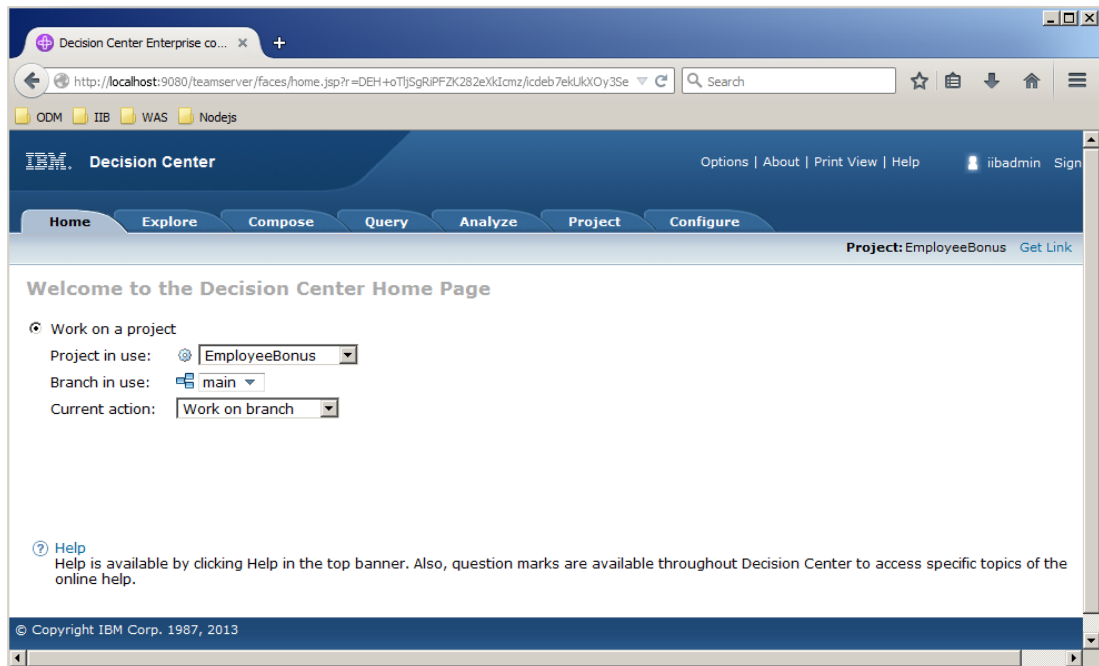 Decision Center Enterprise co...
http://localhost:9080/teamserver/faces/home.jsp?r=DEH+oTljSgRiPFZK282eXkIcmz/icdeb7ekUkXOy3Se
Search
ODM IIB WAS Nodejs
IBM. Decision Center
Options | About | Print View | Help iibadmin Sign
Home Explore Compose Query Analyze Project Configure
Project: EmployeeBonus Get Link
Welcome to the Decision Center Home Page
Work on a project
Project in use: EmployeeBonus
Branch in use: main
Current action: Work on branch
? Help
Help is available by clicking Help in the top banner. Also, question marks are available throughout Decision Center to access specific topics of the
online help.
© Copyright IBM Corp. 1987, 2013